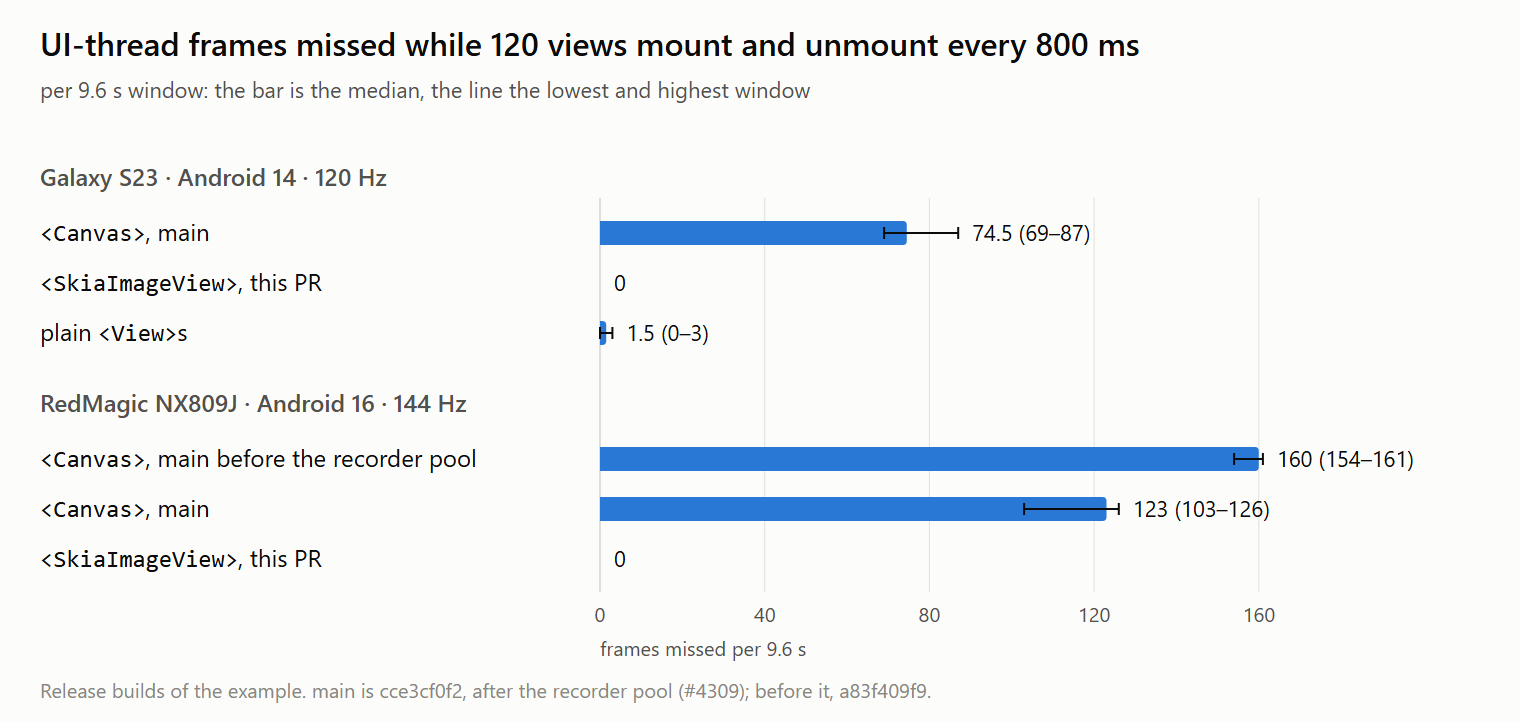 UI-thread frames missed while 120 views mount and unmount every 800 ms
per 9.6 s window: the bar is the median, the line the lowest and highest window
Galaxy S23 · Android 14 · 120 Hz
<Canvas>, main
74.5 (69–87)
<SkiaImageView>, this PR
0
plain <View>s
1.5 (0–3)
RedMagic NX809J · Android 16 · 144 Hz
<Canvas>, main before the recorder pool
160 (154–161)
<Canvas>, main
123 (103–126)
<SkiaImageView>, this PR
0
0 40 80 120 160
frames missed per 9.6 s
Release builds of the example. main is cce3cf0f2, after the recorder pool (#4309); before it, a83f409f9.